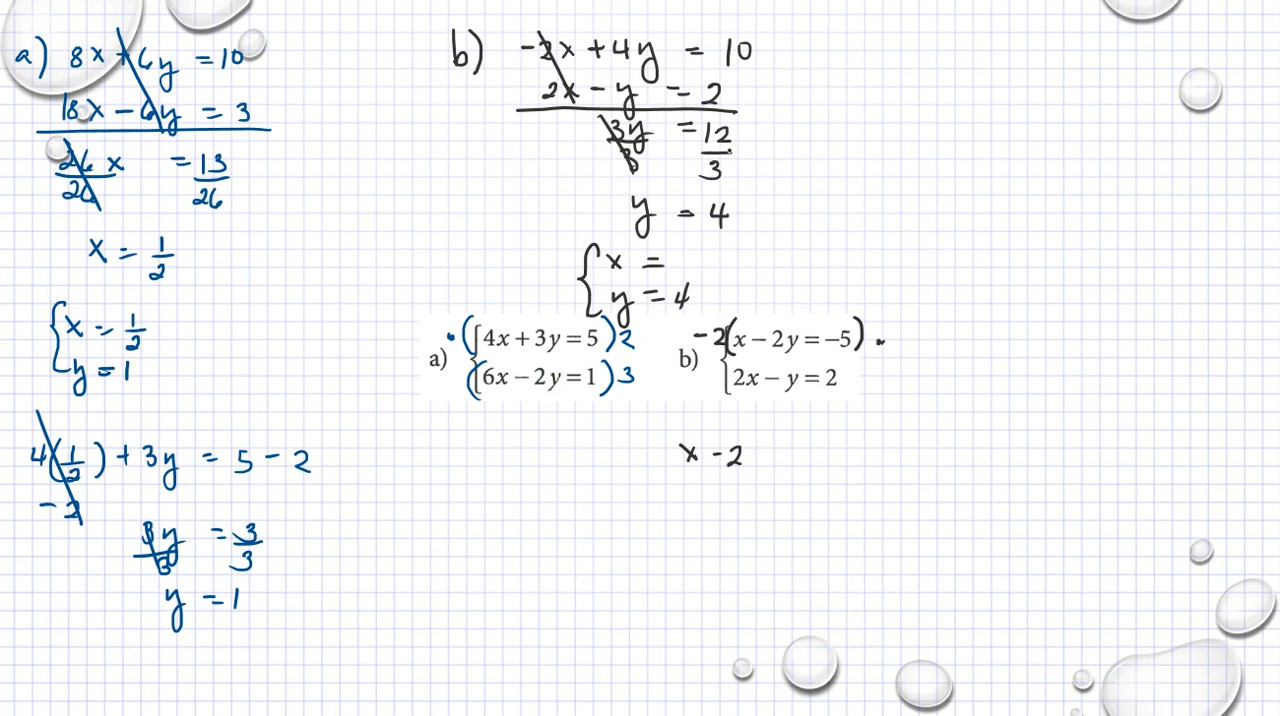 a) 8x + 6y = 10
18x - 6y = 3
26x = 13
26 26
x = 1/2
{x = 1/2
y = 1
4(1/2) + 3y = 5 - 2
- 2
3y = 3
3 3
y = 1
b) -2x + 4y = 10
2x - y = 2
3y = 12
3 3
y = 4
{x =
y = 4
a) (4x + 3y = 5)2
(6x − 2y = 1)3
b) -2(x − 2y = −5)
2x − y = 2
x - 2